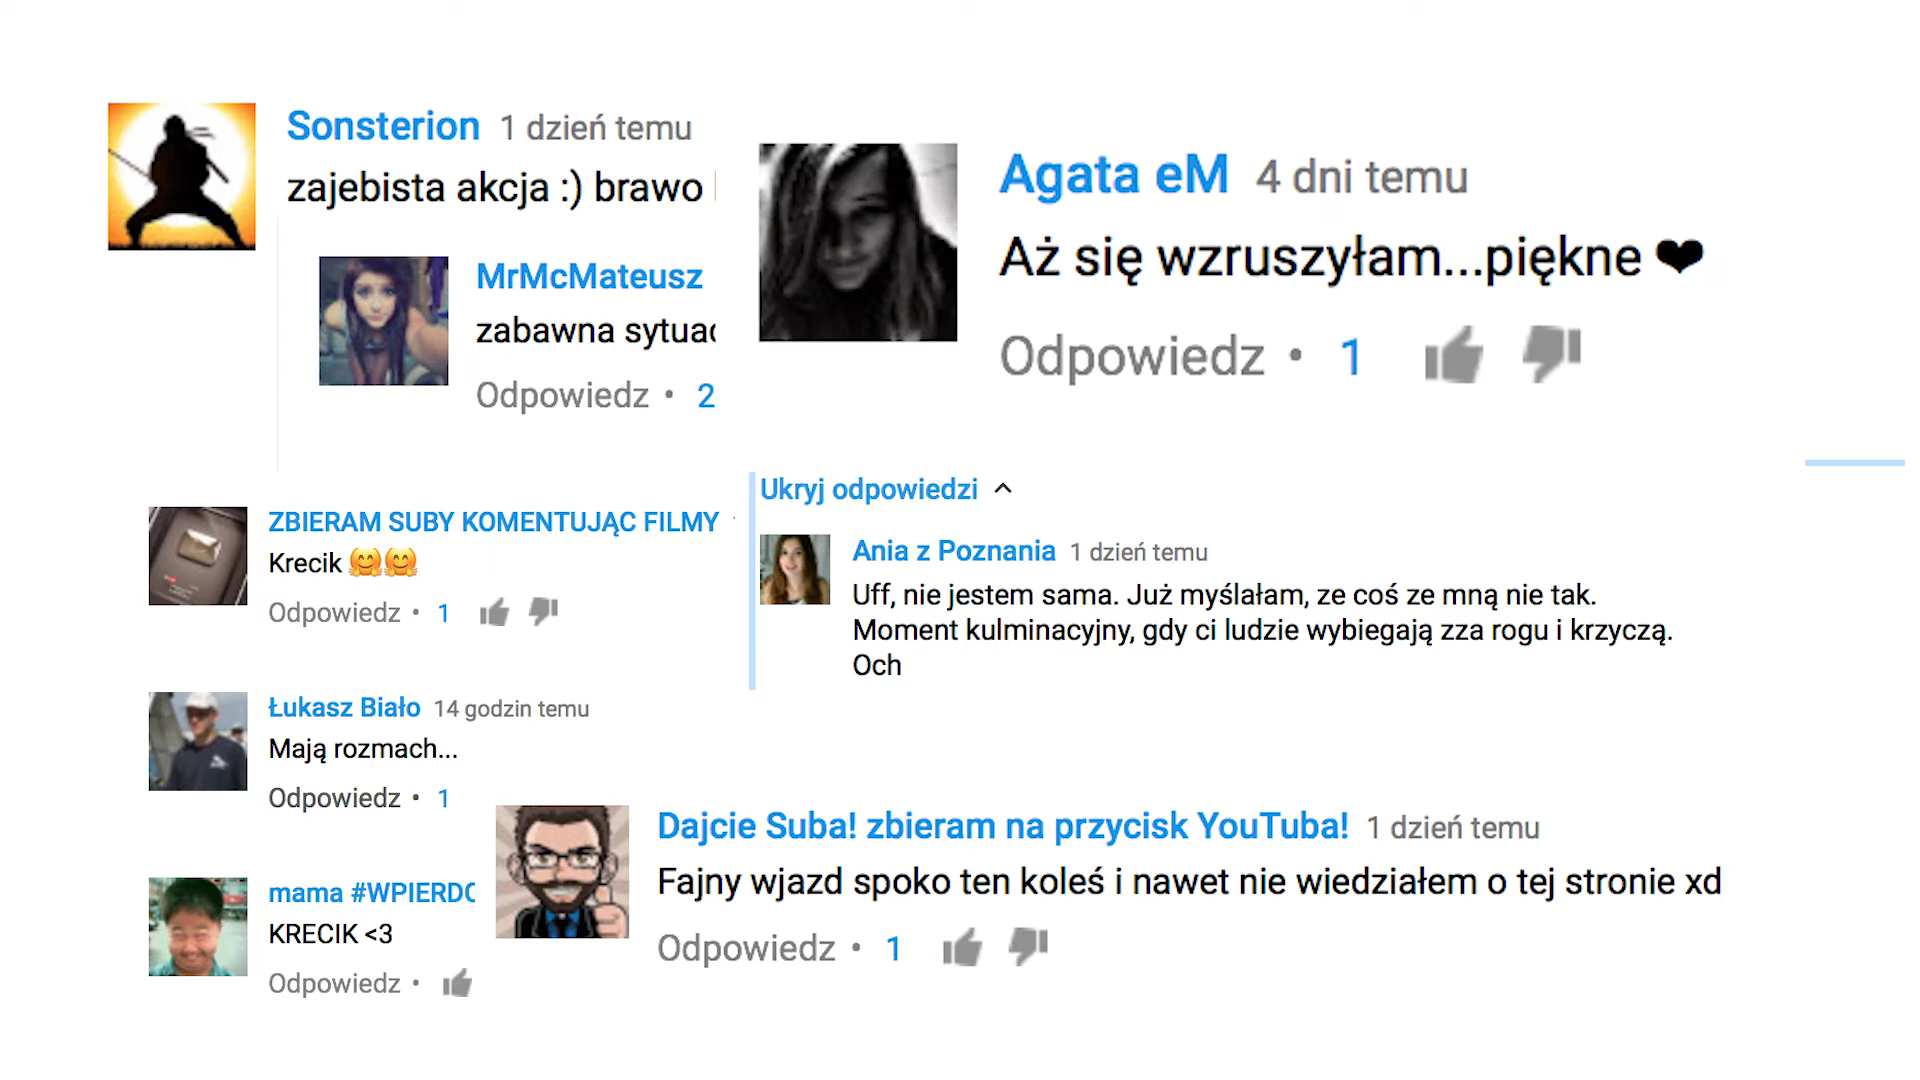 Sonsterion 1 dzień temu
zajebista akcja :) brawo
MrMcMateusz
zabawna
Odpowiedz • 2
Agata eM 4 dni temu
Aż się wzruszyłam...piękne ❤
Odpowiedz • 1
ZBIERAM SUBY KOMENTUJĄC FILMY
Krecik 🤗🤗
Odpowiedz • 1
Ukryj odpowiedzi
Ania z Poznania 1 dzień temu
Uff, nie jestem sama. Już myślałam, ze coś ze mną nie tak.
Moment kulminacyjny, gdy ci ludzie wybiegają zza rogu i krzyczą.
Och
Łukasz Biało 14 godzin temu
Mają rozmach...
Odpowiedz • 1
mama
KRECIK <3
Odpowiedz •
Dajcie Suba! zbieram na przycisk YouTuba! 1 dzień temu
Fajny wjazd spoko ten koleś i nawet nie wiedziałem o tej stronie xd
Odpowiedz • 1